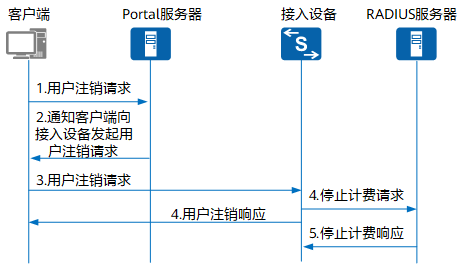 客户端
Portal服务器
接入设备
RADIUS服务器
S
1.用户注销请求
2.通知客户端向
接入设备发起用
户注销请求
3.用户注销请求
4.停止计费请求
4.用户注销响应
5.停止计费响应